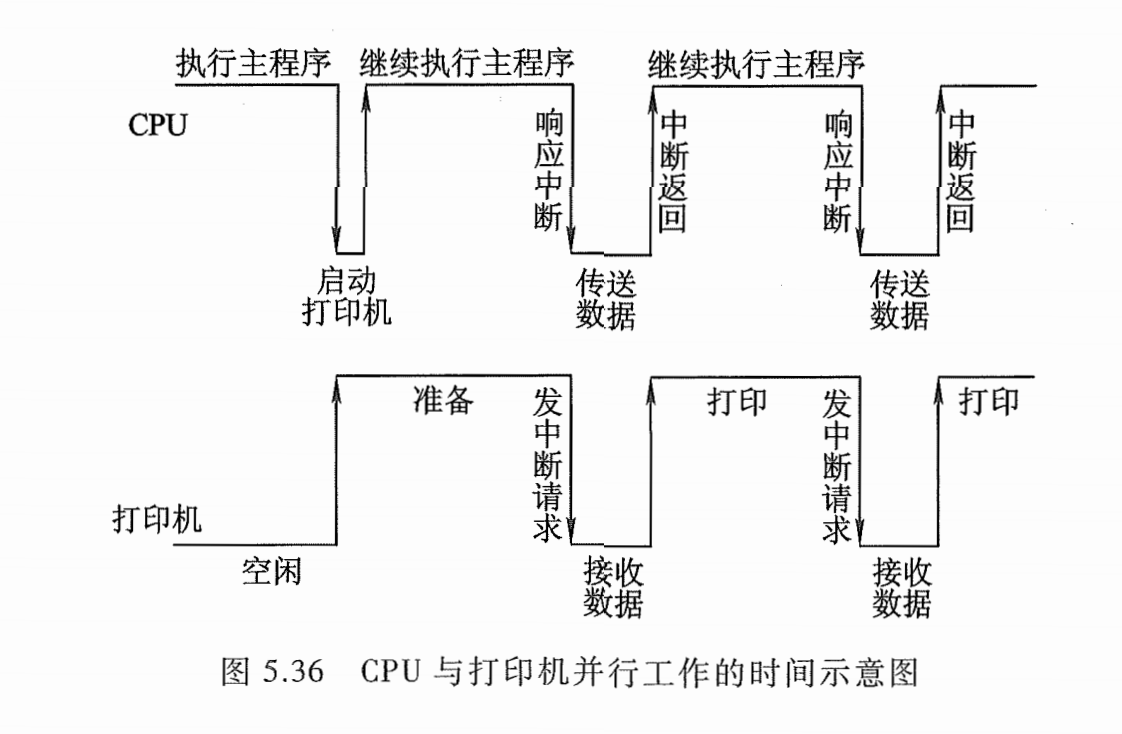 执行主程序 继续执行主程序 继续执行主程序
CPU
响应中断
中断返回
响应中断
中断返回
启动
打印机
传送
数据
传送
数据
准备
发中断请求
打印
发中断请求
打印
打印机
空闲
接收
数据
接收
数据
图 5.36 CPU 与打印机并行工作的时间示意图